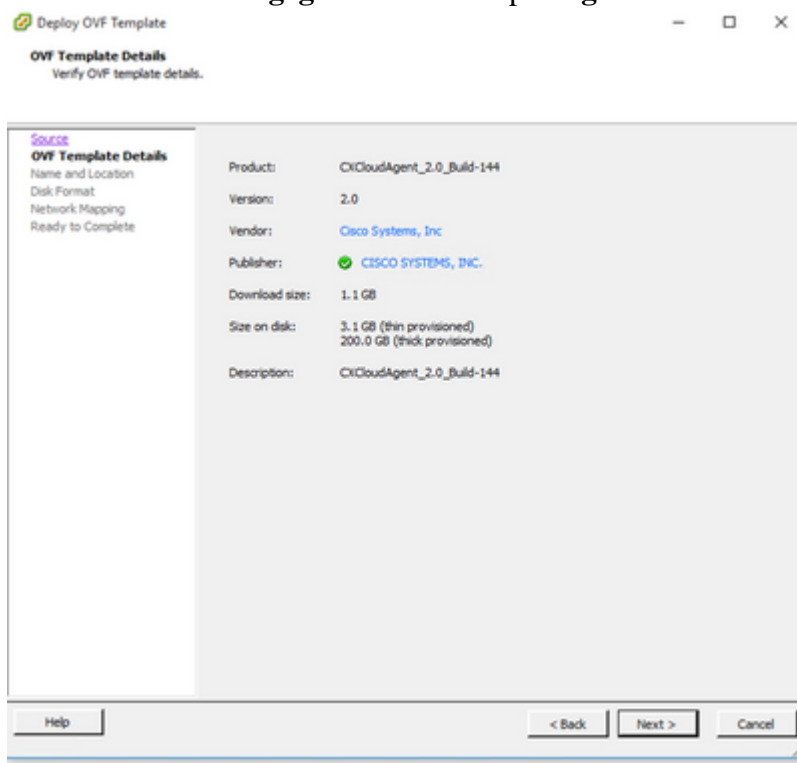 Deploy OVF Template
OVF Template Details
Verify OVF template details.
Source
OVF Template Details
Name and Location
Disk Format
Network Mapping
Ready to Complete
Product: CXCloudAgent_2.0_Build-144
Version: 2.0
Vendor: Cisco Systems, Inc
Publisher: CISCO SYSTEMS, INC.
Download size: 1.1 GB
Size on disk: 3.1 GB (thin provisioned)
200.0 GB (thick provisioned)
Description: CXCloudAgent_2.0_Build-144
Help
< Back
Next >
Cancel